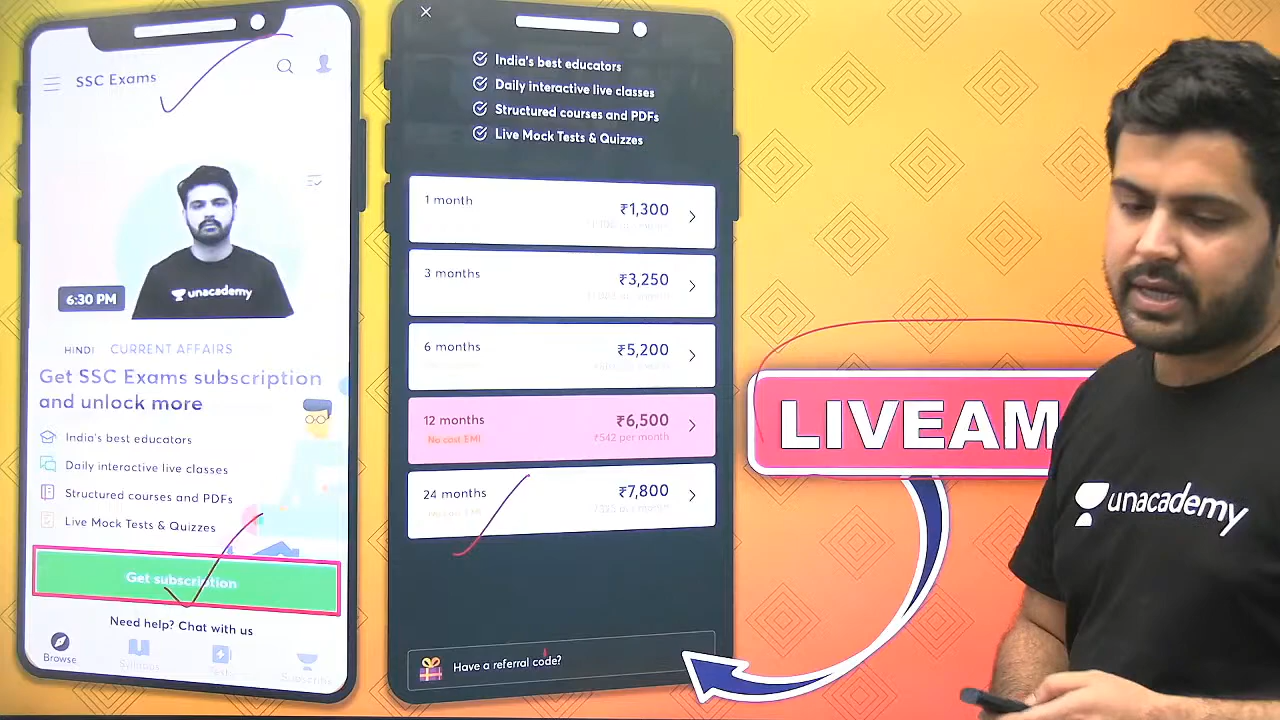 SSC Exams
unacademy
6:30 PM
HINDI CURRENT AFFAIRS
Get SSC Exams subscription
and unlock more
India's best educators
Daily interactive live classes
Structured courses and PDFs
Live Mock Tests & Quizzes
Get subscription
Need help? Chat with us
Browse
India's best educators
Daily interactive live classes
Structured courses and PDFs
Live Mock Tests & Quizzes
1 month
₹1,300
3 months
₹3,250
6 months
₹5,200
12 months
₹6,500
No cost EMI
₹542 per month
24 months
₹7,800
Have a referral code?
LIVEAM
unacademy